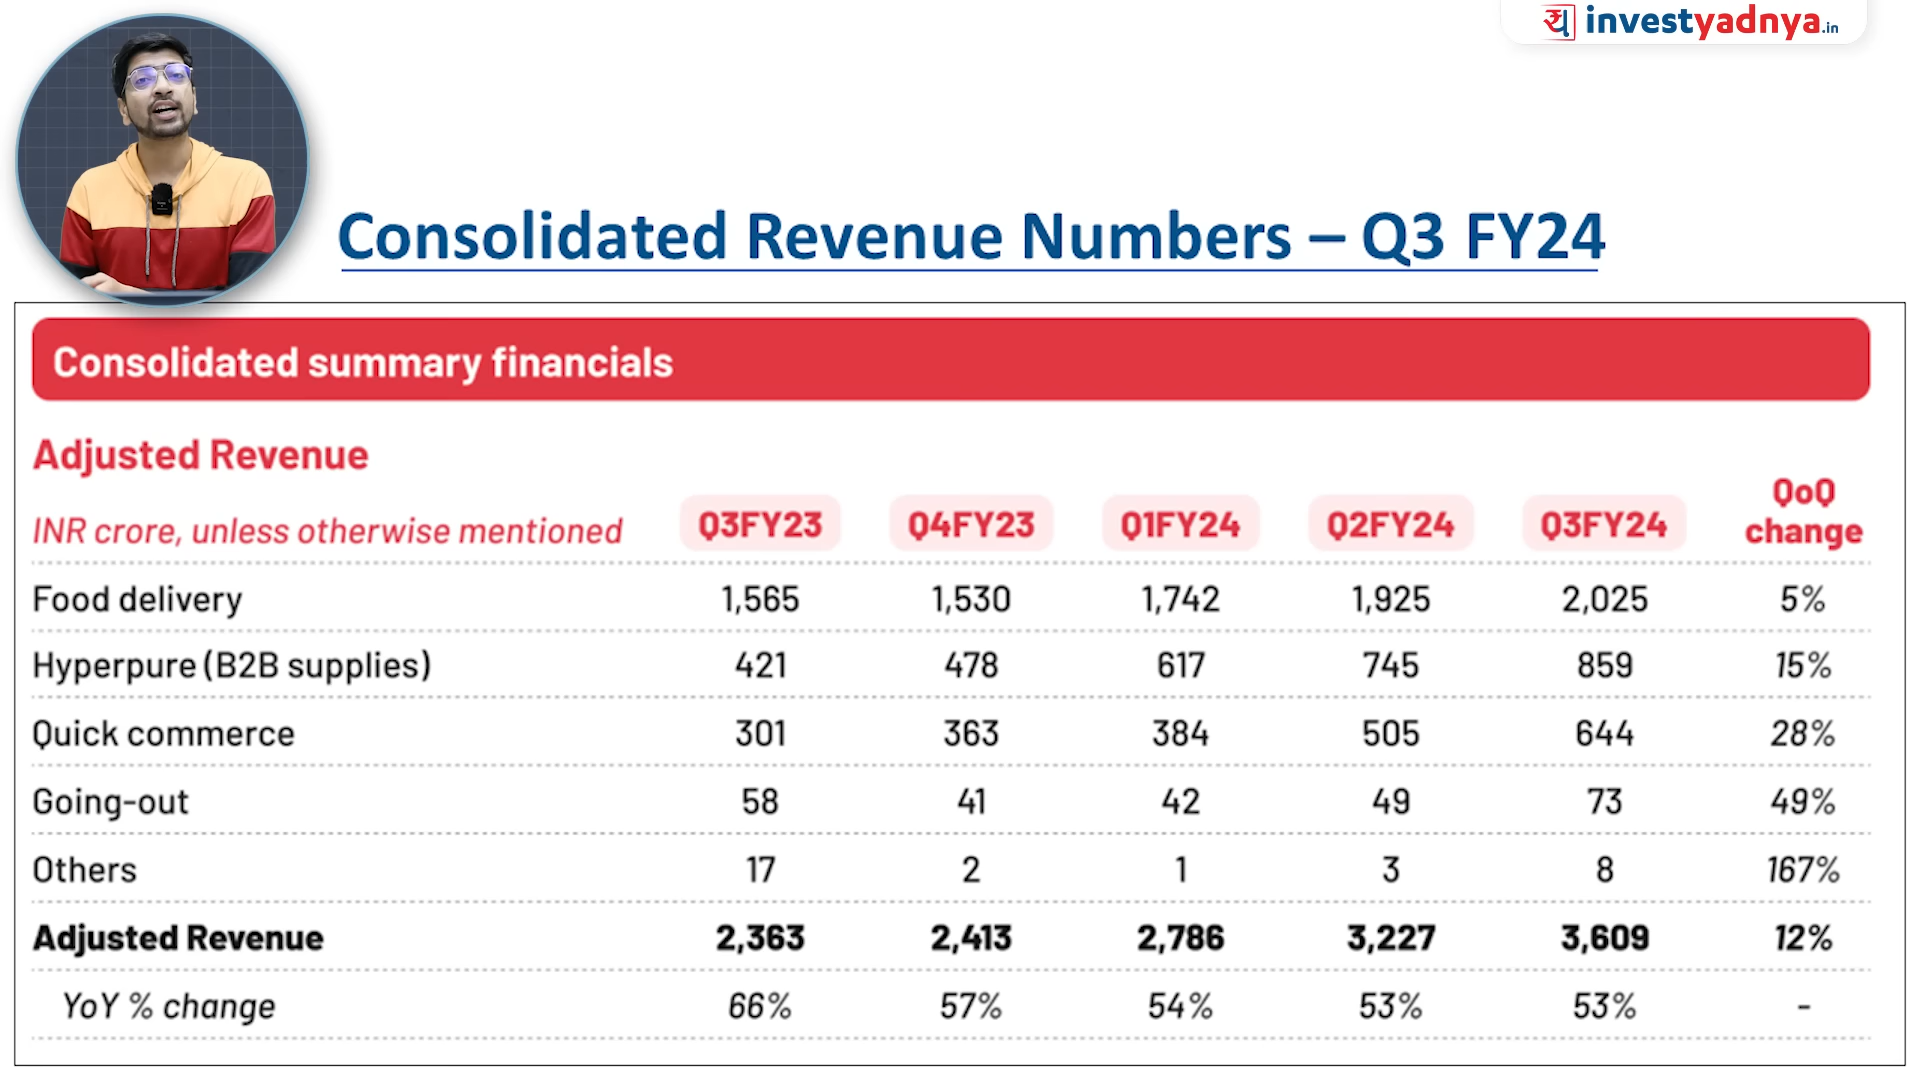 य investyadnya.in
Consolidated Revenue Numbers – Q3 FY24
Consolidated summary financials
Adjusted Revenue
INR crore, unless otherwise mentioned Q3FY23 Q4FY23 Q1FY24 Q2FY24 Q3FY24 QoQ change
Food delivery 1,565 1,530 1,742 1,925 2,025 5%
Hyperpure (B2B supplies) 421 478 617 745 859 15%
Quick commerce 301 363 384 505 644 28%
Going-out 58 41 42 49 73 49%
Others 17 2 1 3 8 167%
Adjusted Revenue 2,363 2,413 2,786 3,227 3,609 12%
YoY % change 66% 57% 54% 53% 53% -